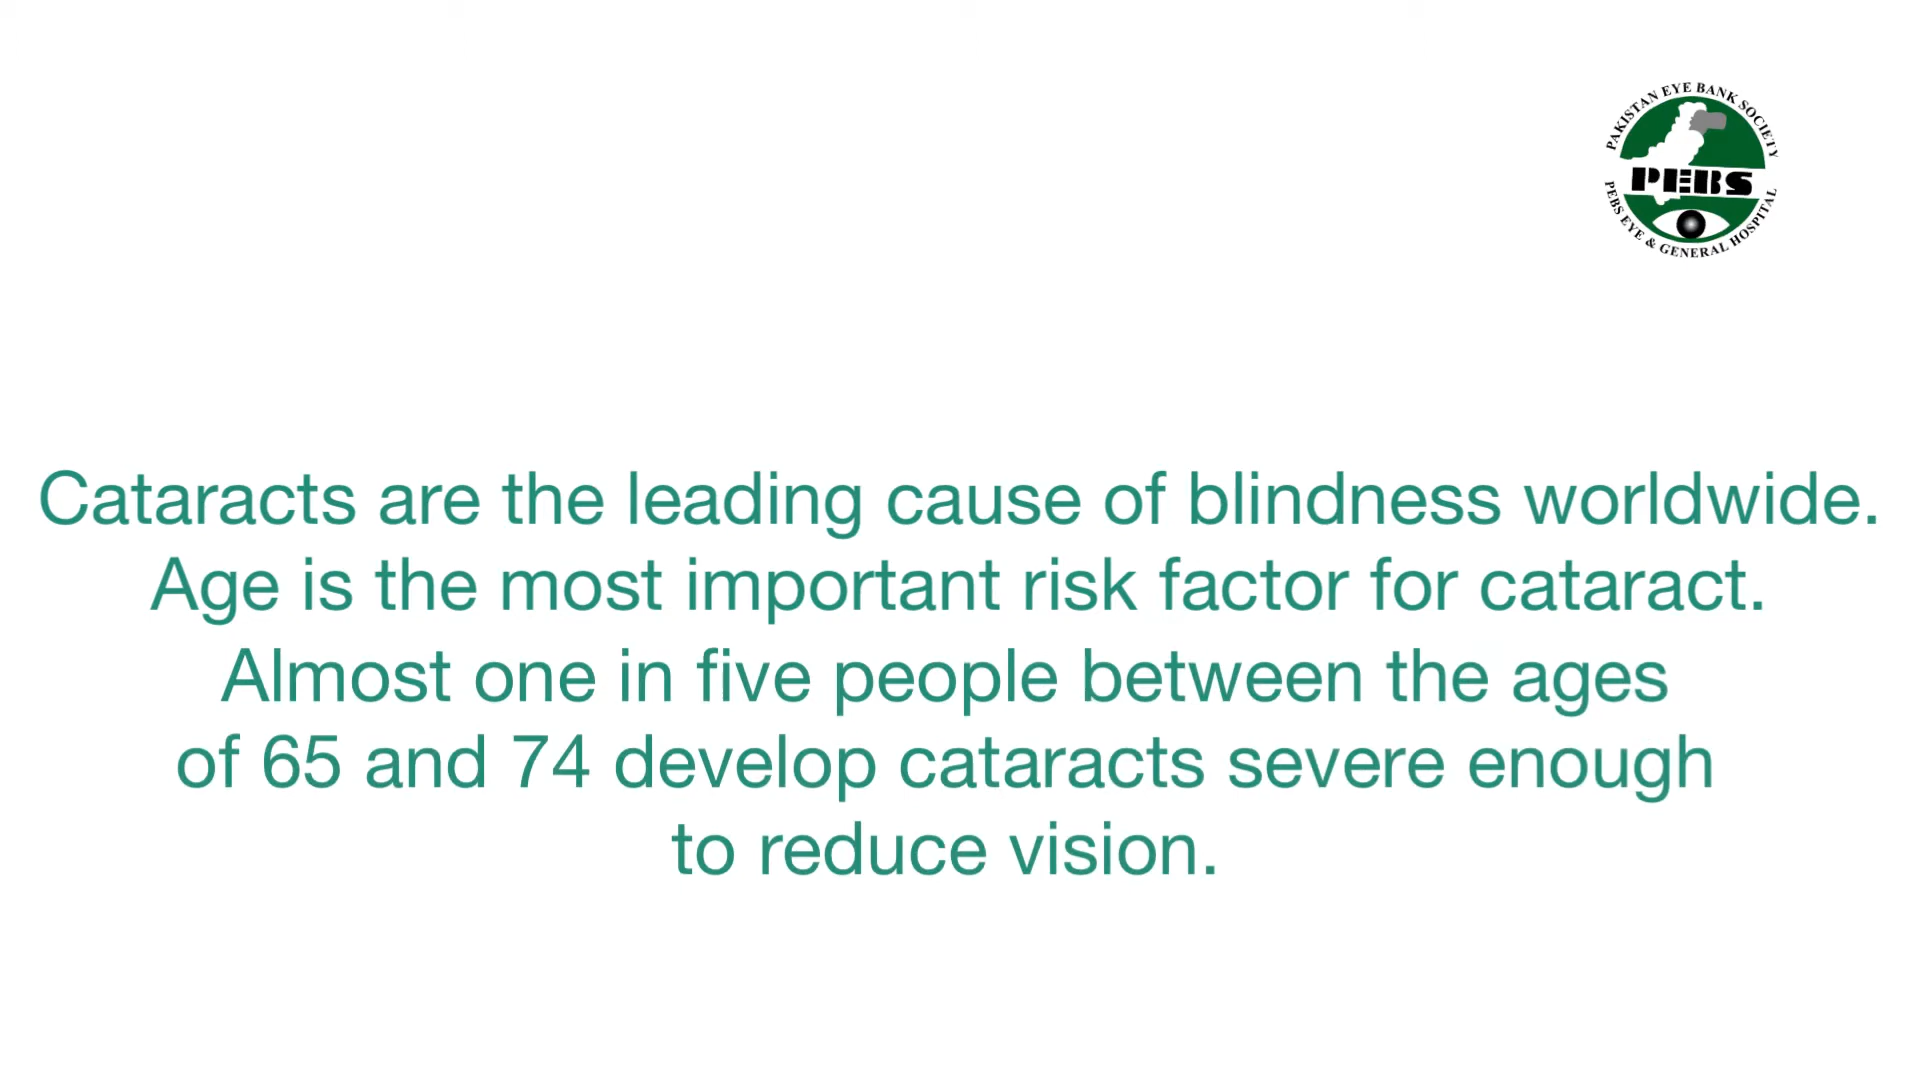 PAKISTAN EYE BANK SOCIETY
PEBS
PEBS EYE & GENERAL HOSPITAL
Cataracts are the leading cause of blindness worldwide.
Age is the most important risk factor for cataract.
Almost one in five people between the ages
of 65 and 74 develop cataracts severe enough
to reduce vision.